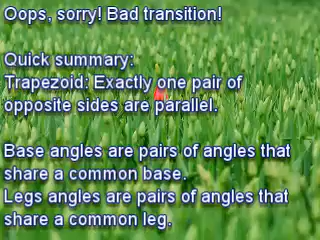 Oops, sorry! Bad transition!
Quick summary:
Trapezoid: Exactly one pair of
opposite sides are parallel.
Base angles are pairs of angles that
share a common base.
Legs angles are pairs of angles that
share a common leg.